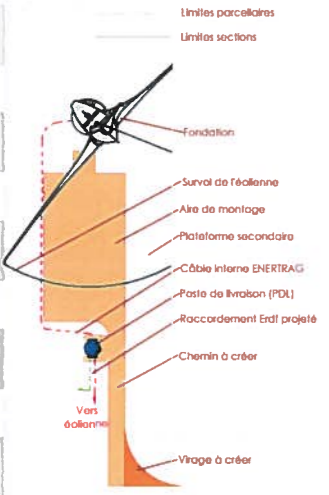 Limites parcellaires
Limites sections
Fondation
Survol de l'éolienne
Aire de montage
Plateforme secondaire
Câble interne ENERTRAG
Poste de livraison (PDL)
Raccordement Erdf projeté
Chemin à créer
Vers
éolienne
Virage à créer